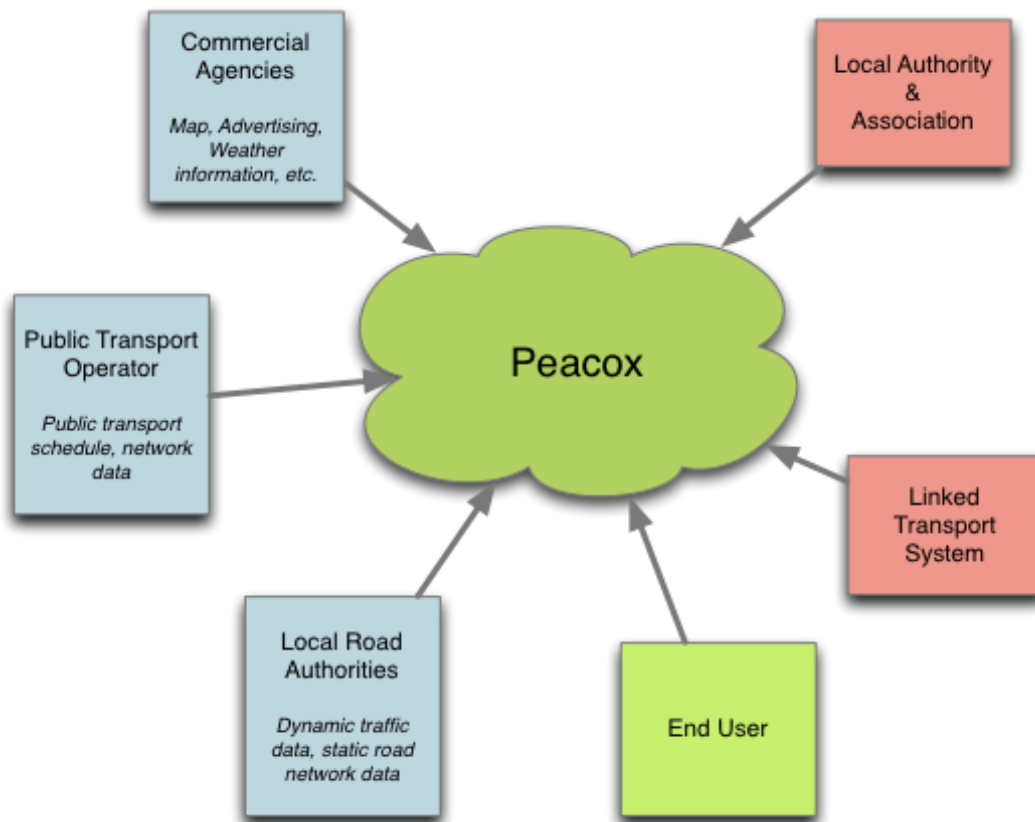 Commercial
Agencies
Map, Advertising,
Weather
information, etc.
Local Authority
&
Association
Public Transport
Operator
Public transport
schedule, network
data
Peacox
Linked
Transport
System
Local Road
Authorities
Dynamic traffic
data, static road
network data
End User